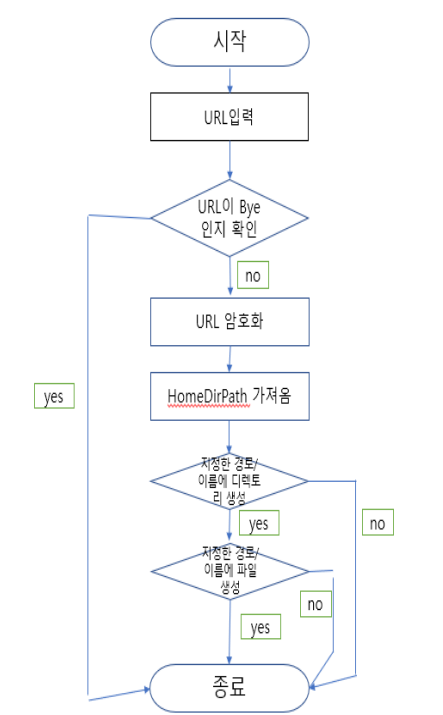 시작
URL입력
URL이 Bye
인지 확인
no
URL 암호화
yes
HomeDirPath 가져옴
지정한 경로/
이름에 디렉토
리 생성
yes
no
지정한 경로/
이름에 파일
생성
no
yes
종료